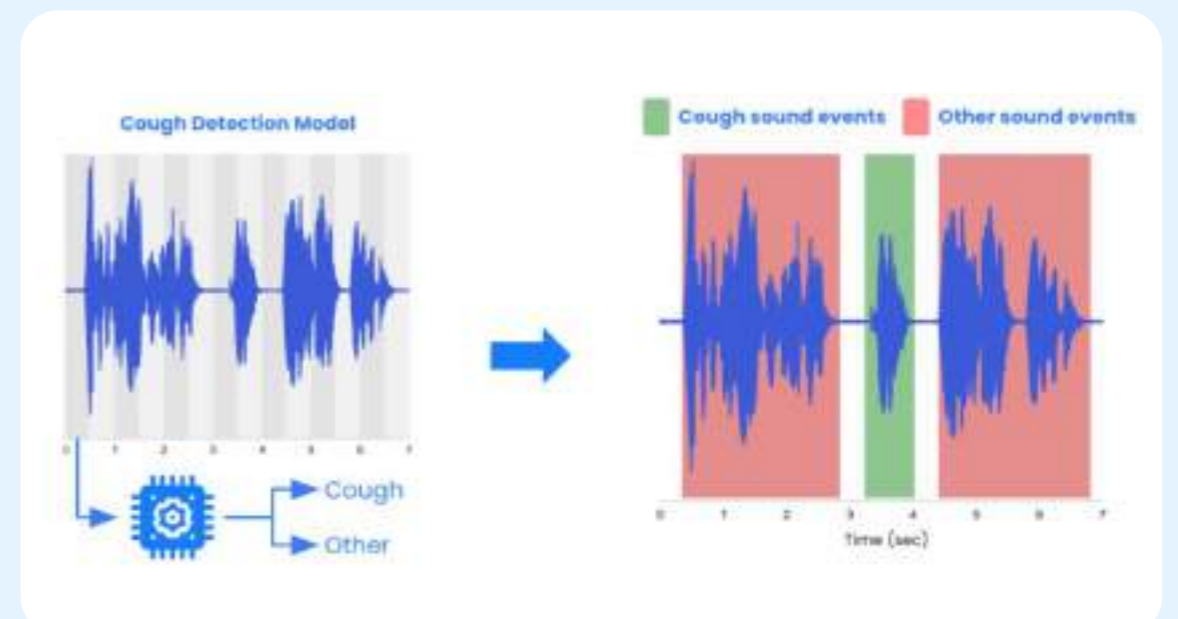 Cough Detection Model
0 1 2 3 4 5 6 7
Cough
Other
Cough sound events
Other sound events
0 1 2 3 4 5 6 7
Time (sec)